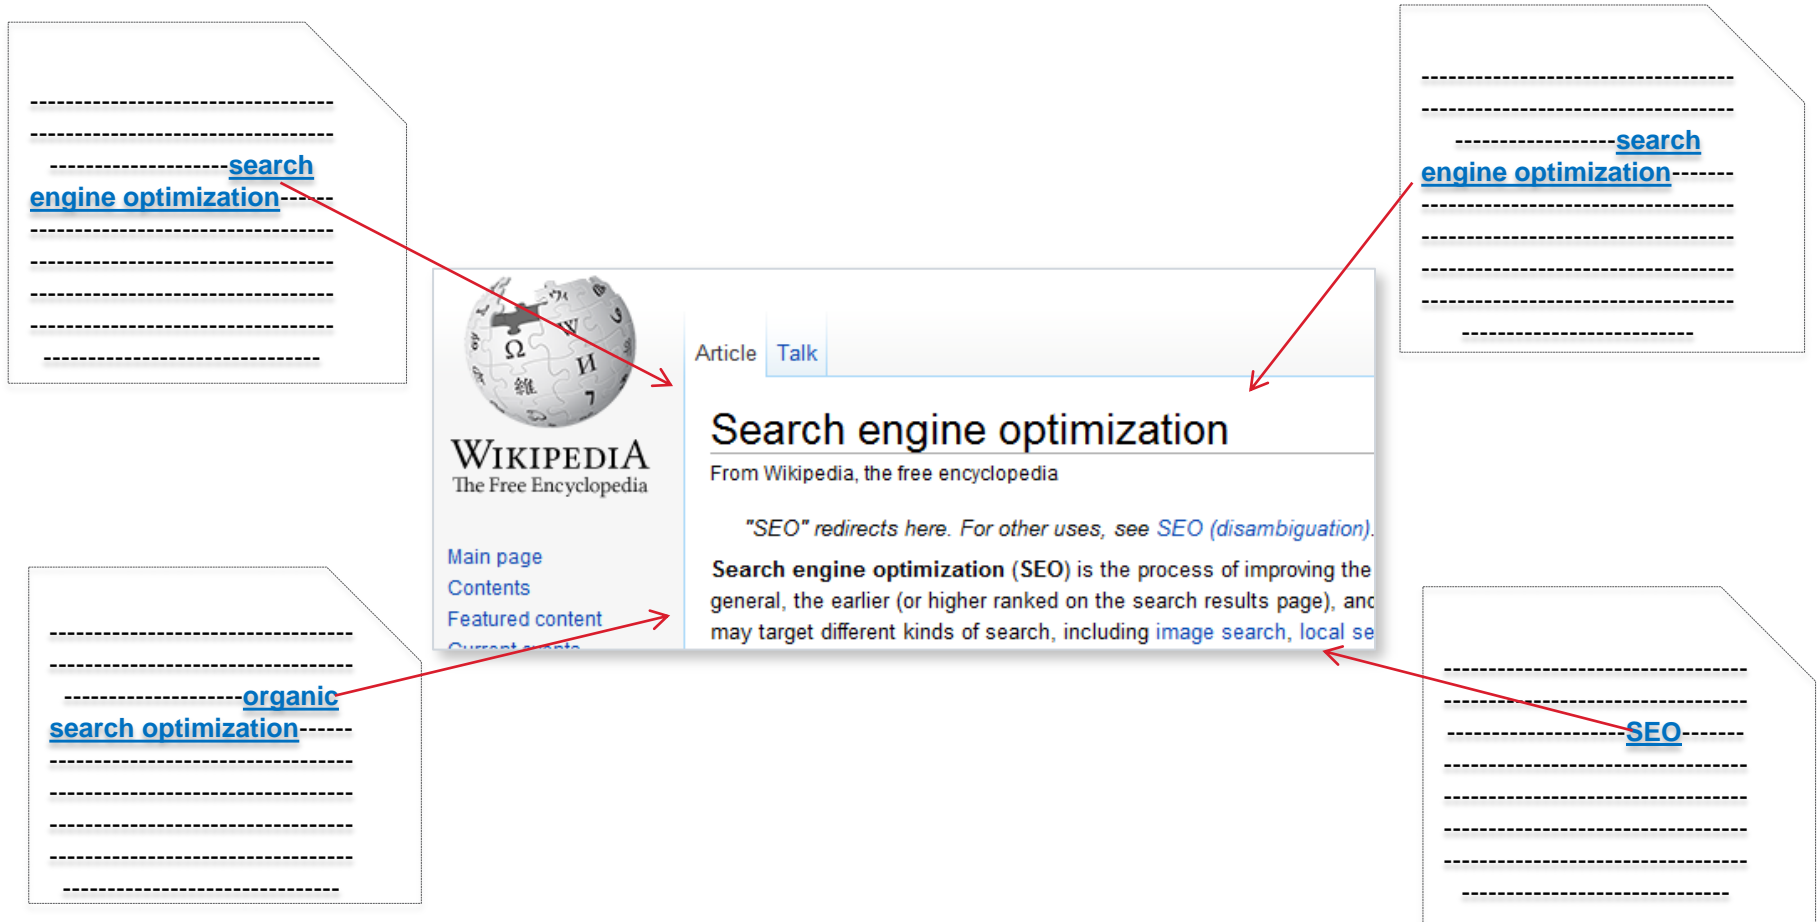 search
engine optimization
search
engine optimization
WIKIPEDIA
The Free Encyclopedia
Main page
Contents
Featured content
Current events
Article Talk
Search engine optimization
From Wikipedia, the free encyclopedia
"SEO" redirects here. For other uses, see SEO (disambiguation).
Search engine optimization (SEO) is the process of improving the
general, the earlier (or higher ranked on the search results page), and
may target different kinds of search, including image search, local se
organic
search optimization
SEO